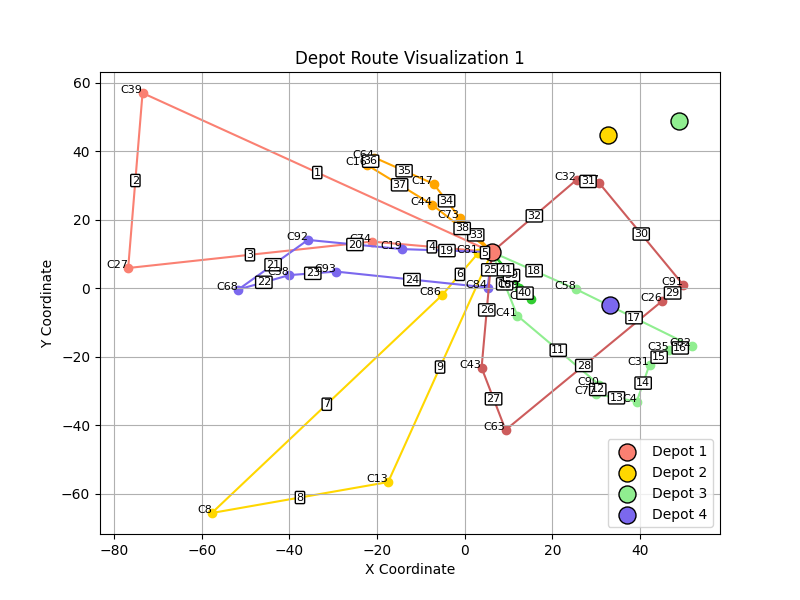 Depot Route Visualization 1
60
40
20
0
−20
−40
−60
−80
−60
−40
−20
0
20
40
X Coordinate
Y Coordinate
C39
1
2
C27
3
C74
4
5
C64
36
C16
35
37
C17
C44
34
C73
38
33
C81
C92
20
C19
19
21
C68
22
23
C93
24
C84
C86
6
7
9
C8
8
C13
25
41
18
40
C41
26
C43
27
C63
28
C32
31
32
30
C91
29
C26
C58
17
11
12
13
C4
14
C31
15
C35
16
Depot 1
Depot 2
Depot 3
Depot 4